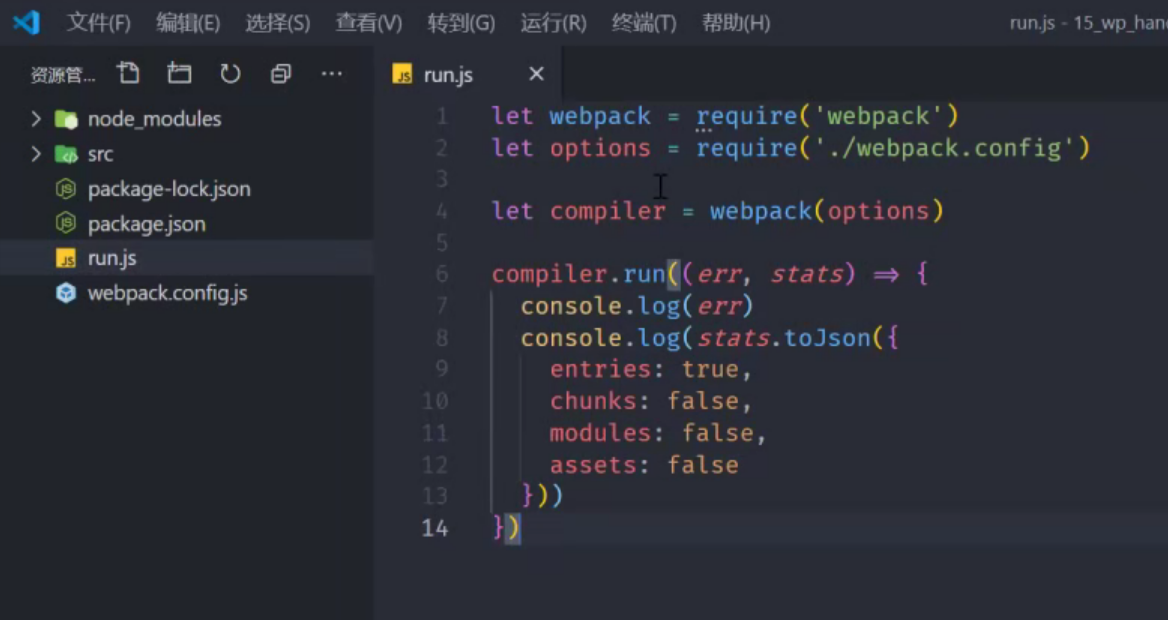 文件(F) 编辑(E) 选择(S) 查看(V) 转到(G) 运行(R) 终端(T) 帮助(H) run.js - 15_wp_han
资源管... ···
node_modules
src
package-lock.json
package.json
run.js
webpack.config.js
JS run.js
1 let webpack = require('webpack')
2 let options = require('./webpack.config')
3
4 let compiler = webpack(options)
5
6 compiler.run((err, stats) => {
7   console.log(err)
8   console.log(stats.toJson({
9     entries: true,
10     chunks: false,
11     modules: false,
12     assets: false
13   }))
14 })